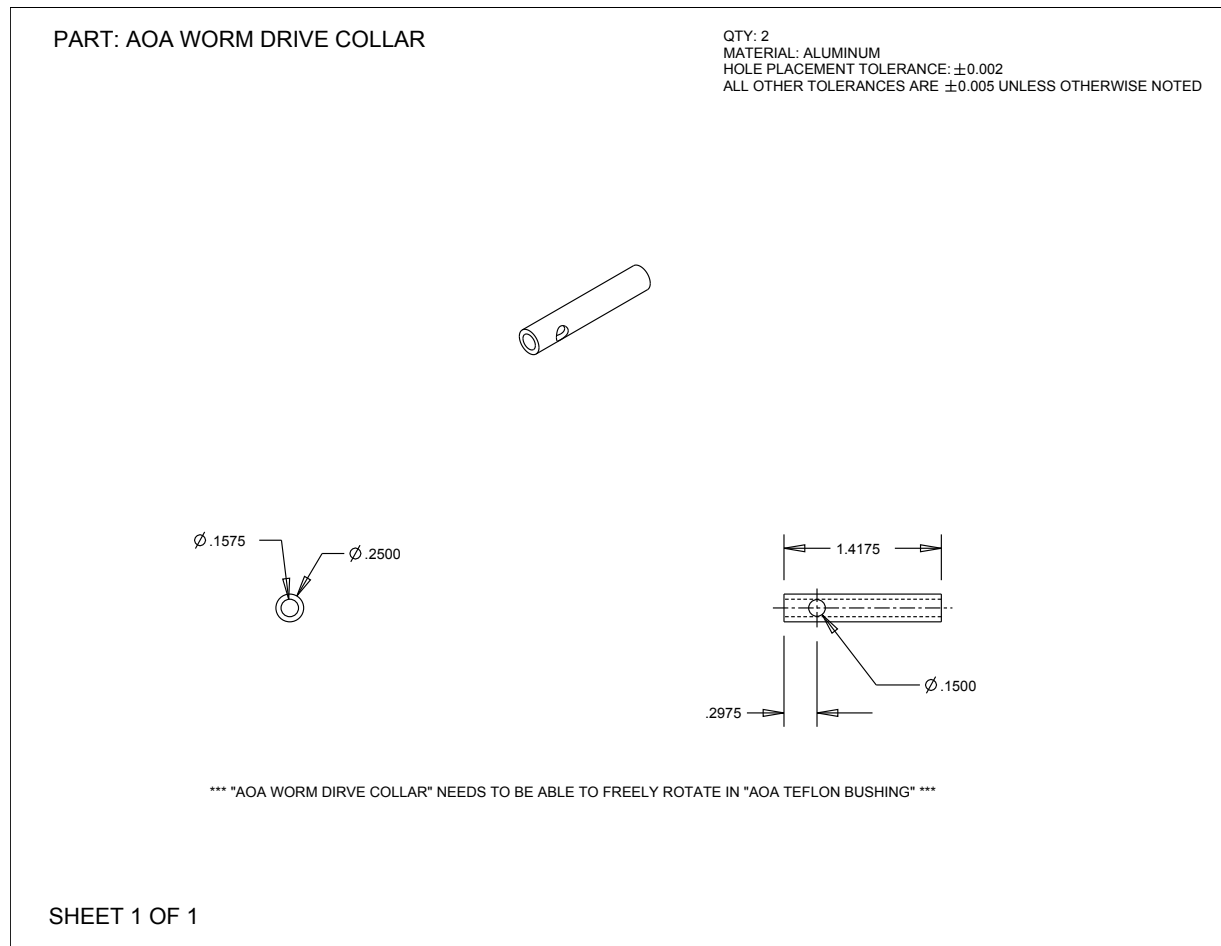 PART: AOA WORM DRIVE COLLAR
QTY: 2
MATERIAL: ALUMINUM
HOLE PLACEMENT TOLERANCE: ±0.002
ALL OTHER TOLERANCES ARE ±0.005 UNLESS OTHERWISE NOTED
Ø.1575
Ø.2500
1.4175
Ø.1500
.2975
*** "AOA WORM DIRVE COLLAR" NEEDS TO BE ABLE TO FREELY ROTATE IN "AOA TEFLON BUSHING" ***
SHEET 1 OF 1